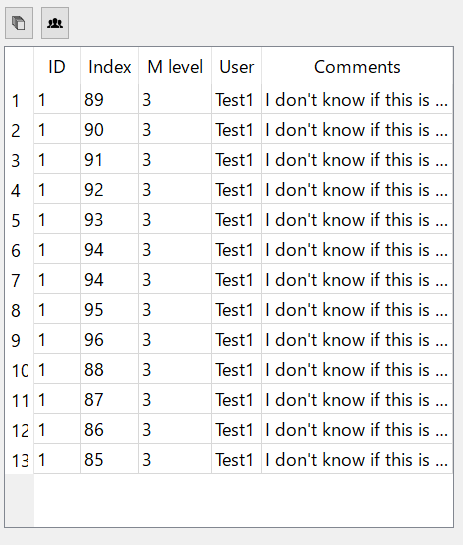 ID Index M level User Comments
1 1 89 3 Test1 I don't know if this is ...
2 1 90 3 Test1 I don't know if this is ...
3 1 91 3 Test1 I don't know if this is ...
4 1 92 3 Test1 I don't know if this is ...
5 1 93 3 Test1 I don't know if this is ...
6 1 94 3 Test1 I don't know if this is ...
7 1 94 3 Test1 I don't know if this is ...
8 1 95 3 Test1 I don't know if this is ...
9 1 96 3 Test1 I don't know if this is ...
10 1 88 3 Test1 I don't know if this is ...
11 1 87 3 Test1 I don't know if this is ...
12 1 86 3 Test1 I don't know if this is ...
13 1 85 3 Test1 I don't know if this is ...